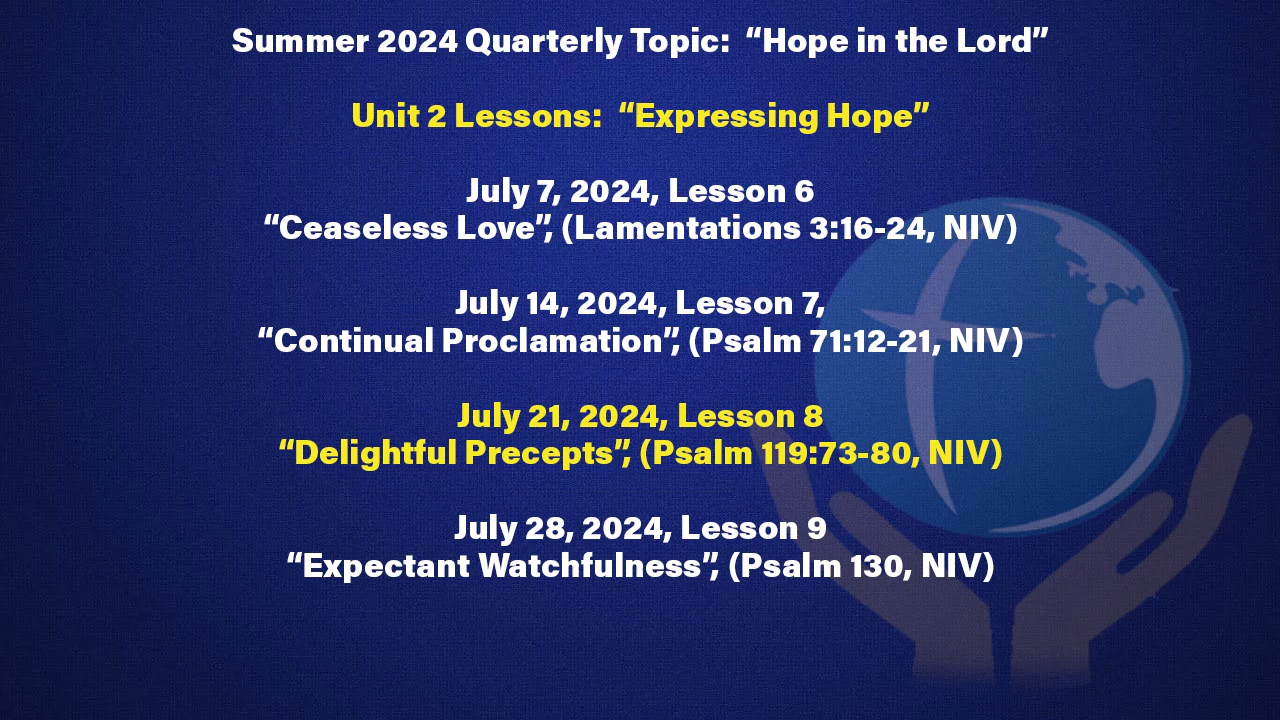 Summer 2024 Quarterly Topic:  “Hope in the Lord”
Unit 2 Lessons:  “Expressing Hope”
July 7, 2024, Lesson 6
“Ceaseless Love”, (Lamentations 3:16-24, NIV)
July 14, 2024, Lesson 7,
“Continual Proclamation”, (Psalm 71:12-21, NIV)
July 21, 2024, Lesson 8
“Delightful Precepts”, (Psalm 119:73-80, NIV)
July 28, 2024, Lesson 9
“Expectant Watchfulness”, (Psalm 130, NIV)